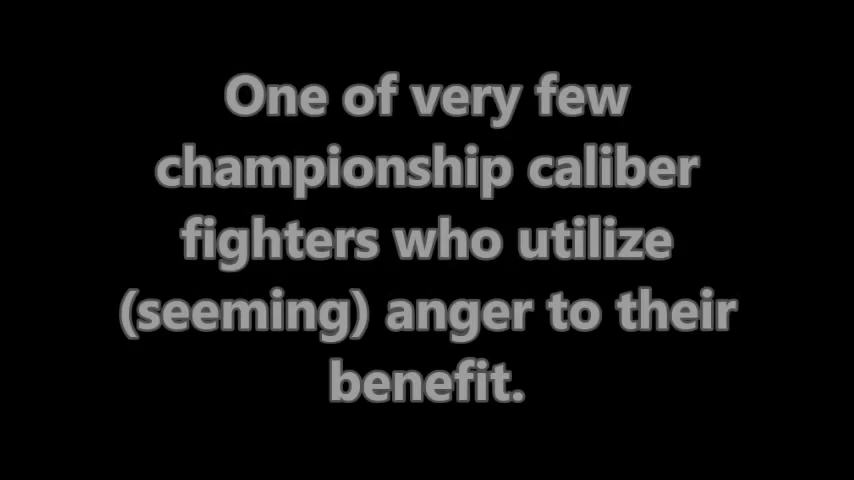 One of very few
championship caliber
fighters who utilize
(seeming) anger to their
benefit.